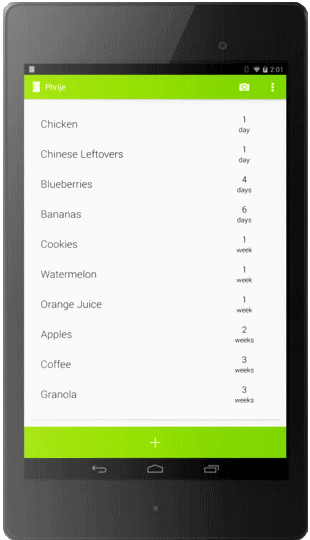 2:01
Phrije
Chicken 1
day
Chinese Leftovers 1
day
Blueberries 4
days
Bananas 6
days
Cookies 1
week
Watermelon 1
week
Orange Juice 1
week
Apples 2
weeks
Coffee 3
weeks
Granola 3
weeks
+